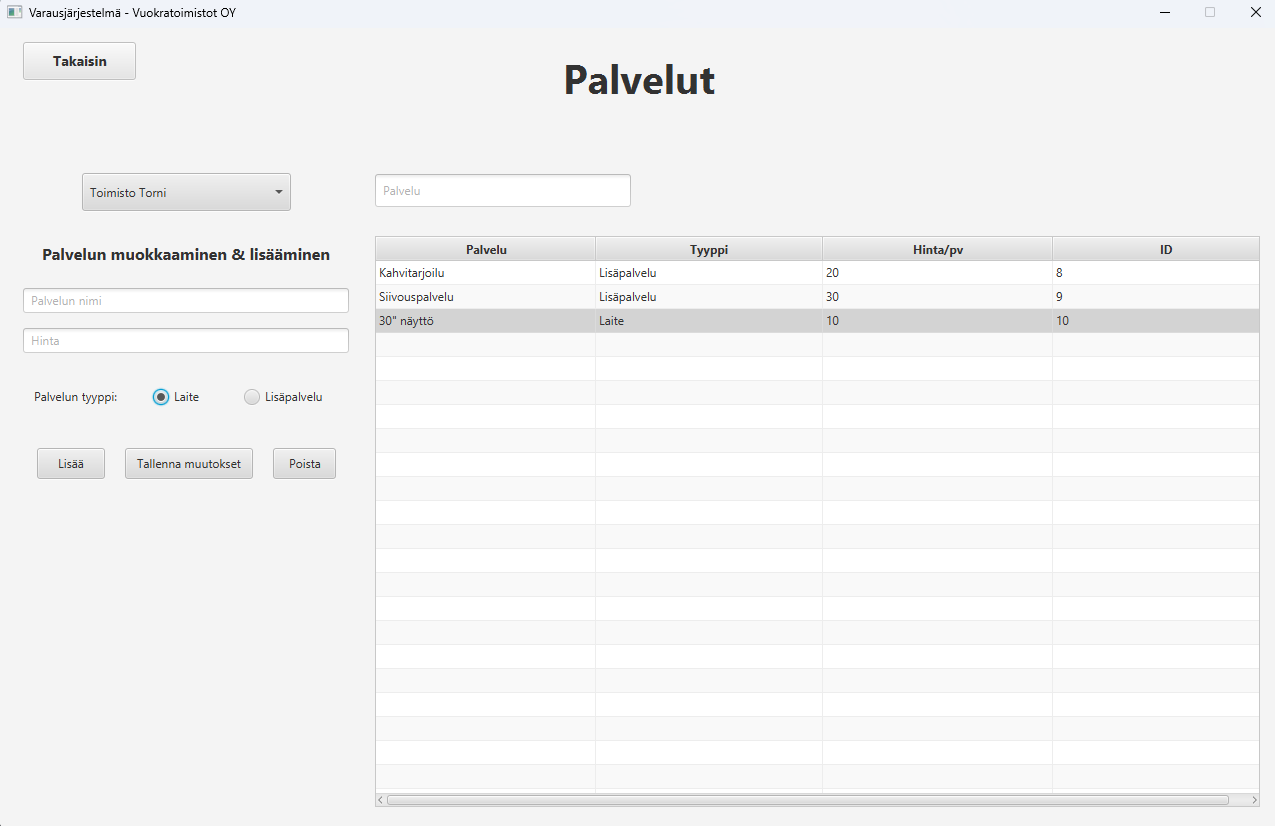 Varausjärjestelmä - Vuokratoimistot OY
Takaisin
Palvelut
Toimisto Tomi
Palvelu
Palvelun muokkaaminen & lisääminen
Palvelun nimi
Hinta
Palvelun tyyppi: Laite Lisäpalvelu
Lisää Tallenna muutokset Poista
Palvelu Tyyppi Hinta/pv ID
Kahvitarjoilu Lisäpalvelu 20 8
Siivouspalvelu Lisäpalvelu 30 9
30" näyttö Laite 10 10